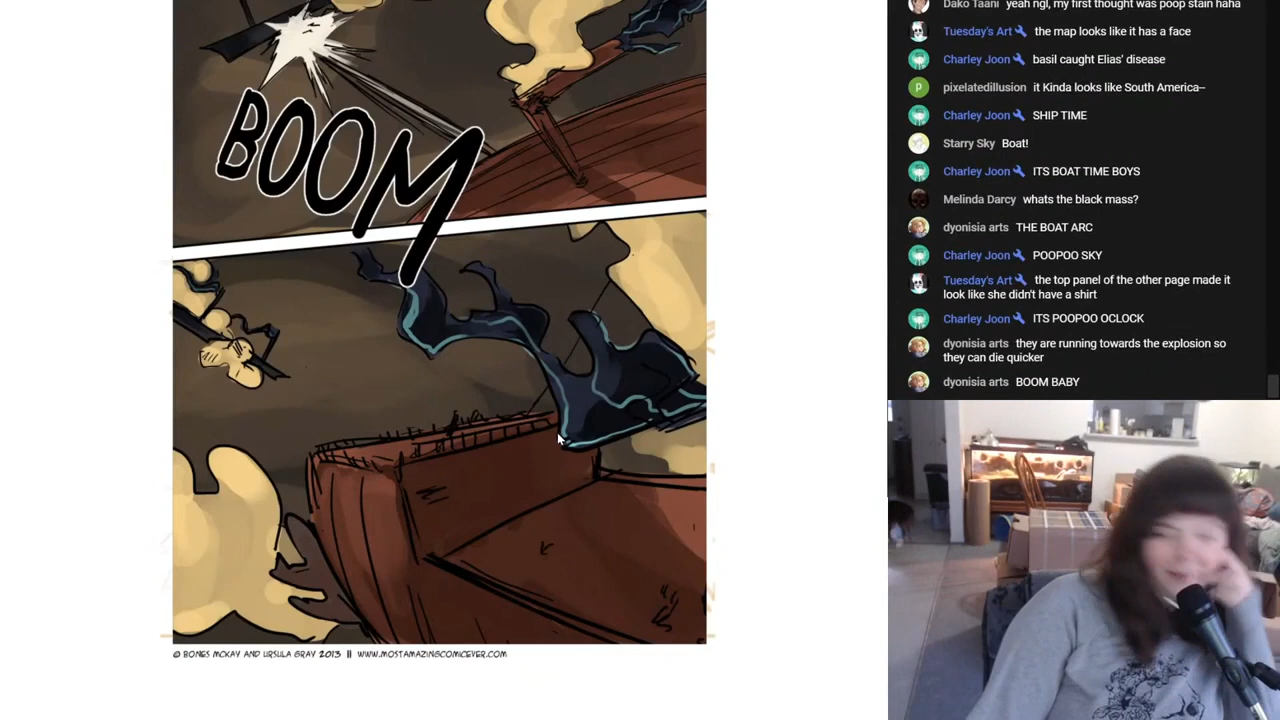 BOOM
© BONES MCKAY AND URSULA GRAY 2013 || WWW.MOSTAMAZINGCOMICEVER.COM
Dako Taani yeah ngl, my first thought was poop stain haha
Tuesday's Art the map looks like it has a face
Charley Joon basil caught Elias' disease
P pixelatedillusion it Kinda looks like South America–
Charley Joon SHIP TIME
Starry Sky Boat!
Charley Joon ITS BOAT TIME BOYS
Melinda Darcy whats the black mass?
dyonisia arts THE BOAT ARC
Charley Joon POOPOO SKY
Tuesday's Art the top panel of the other page made it
look like she didn't have a shirt
Charley Joon ITS POOPOO OCLOCK
dyonisia arts they are running towards the explosion so
they can die quicker
dyonisia arts BOOM BABY